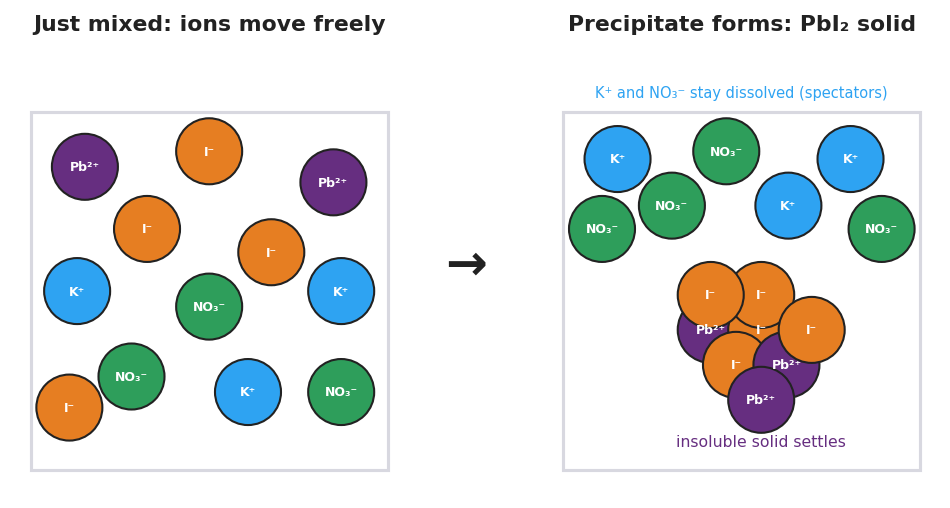 Just mixed: ions move freely
Precipitate forms: PbI₂ solid
K⁺ and NO₃⁻ stay dissolved (spectators)
Pb²⁺
I⁻
Pb²⁺
I⁻
I⁻
K⁺
NO₃⁻
K⁺
NO₃⁻
K⁺
NO₃⁻
I⁻
→
K⁺
NO₃⁻
K⁺
NO₃⁻
NO₃⁻
K⁺
NO₃⁻
I⁻
I⁻
Pb²⁺
I⁻
I⁻
I⁻
Pb²⁺
Pb²⁺
insoluble solid settles